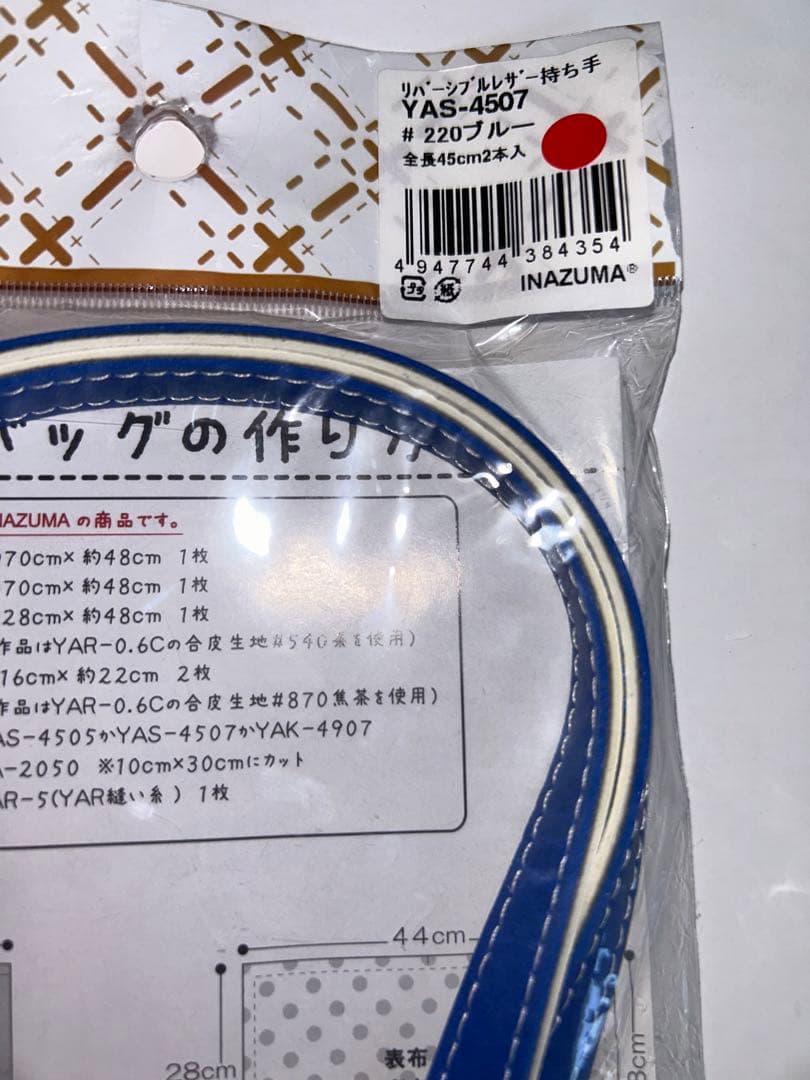 リバーシブルレザー持ち手
YAS-4507
# 220ブルー
全長45cm2本入
4 947744 384354
プラ 紙
INAZUMA®
バッグの作り方
INAZUMAの商品です。
70cm×約48cm 1枚
70cm×約48cm 1枚
28cm×約48cm 1枚
作品はYAR-0.6Cの合皮生地#540茶を使用)
16cm×約22cm 2枚
作品はYAR-0.6Cの合皮生地#870焦茶を使用)
AS-4505かYAS-4507かYAK-4907
A-2050 ※10cm×30cmにカット
AR-5(YAR縫い糸) 1枚
44cm
28cm
表布
8cm